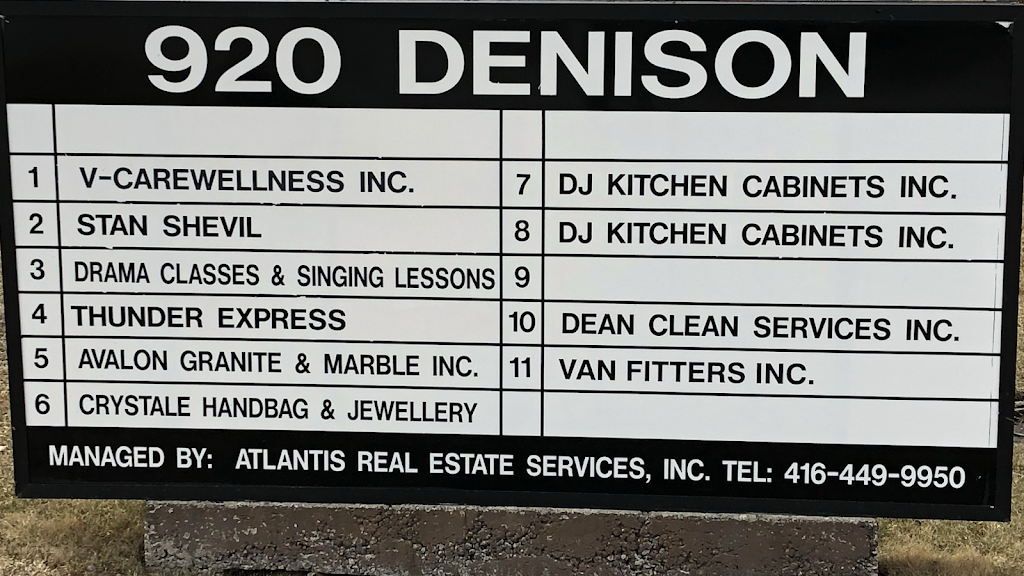 920 DENISON
1 V-CAREWELLNESS INC.
2 STAN SHEVIL
3 DRAMA CLASSES & SINGING LESSONS
4 THUNDER EXPRESS
5 AVALON GRANITE & MARBLE INC.
6 CRYSTALE HANDBAG & JEWELLERY
7 DJ KITCHEN CABINETS INC.
8 DJ KITCHEN CABINETS INC.
9
10 DEAN CLEAN SERVICES INC.
11 VAN FITTERS INC.
MANAGED BY: ATLANTIS REAL ESTATE SERVICES, INC. TEL: 416-449-9950